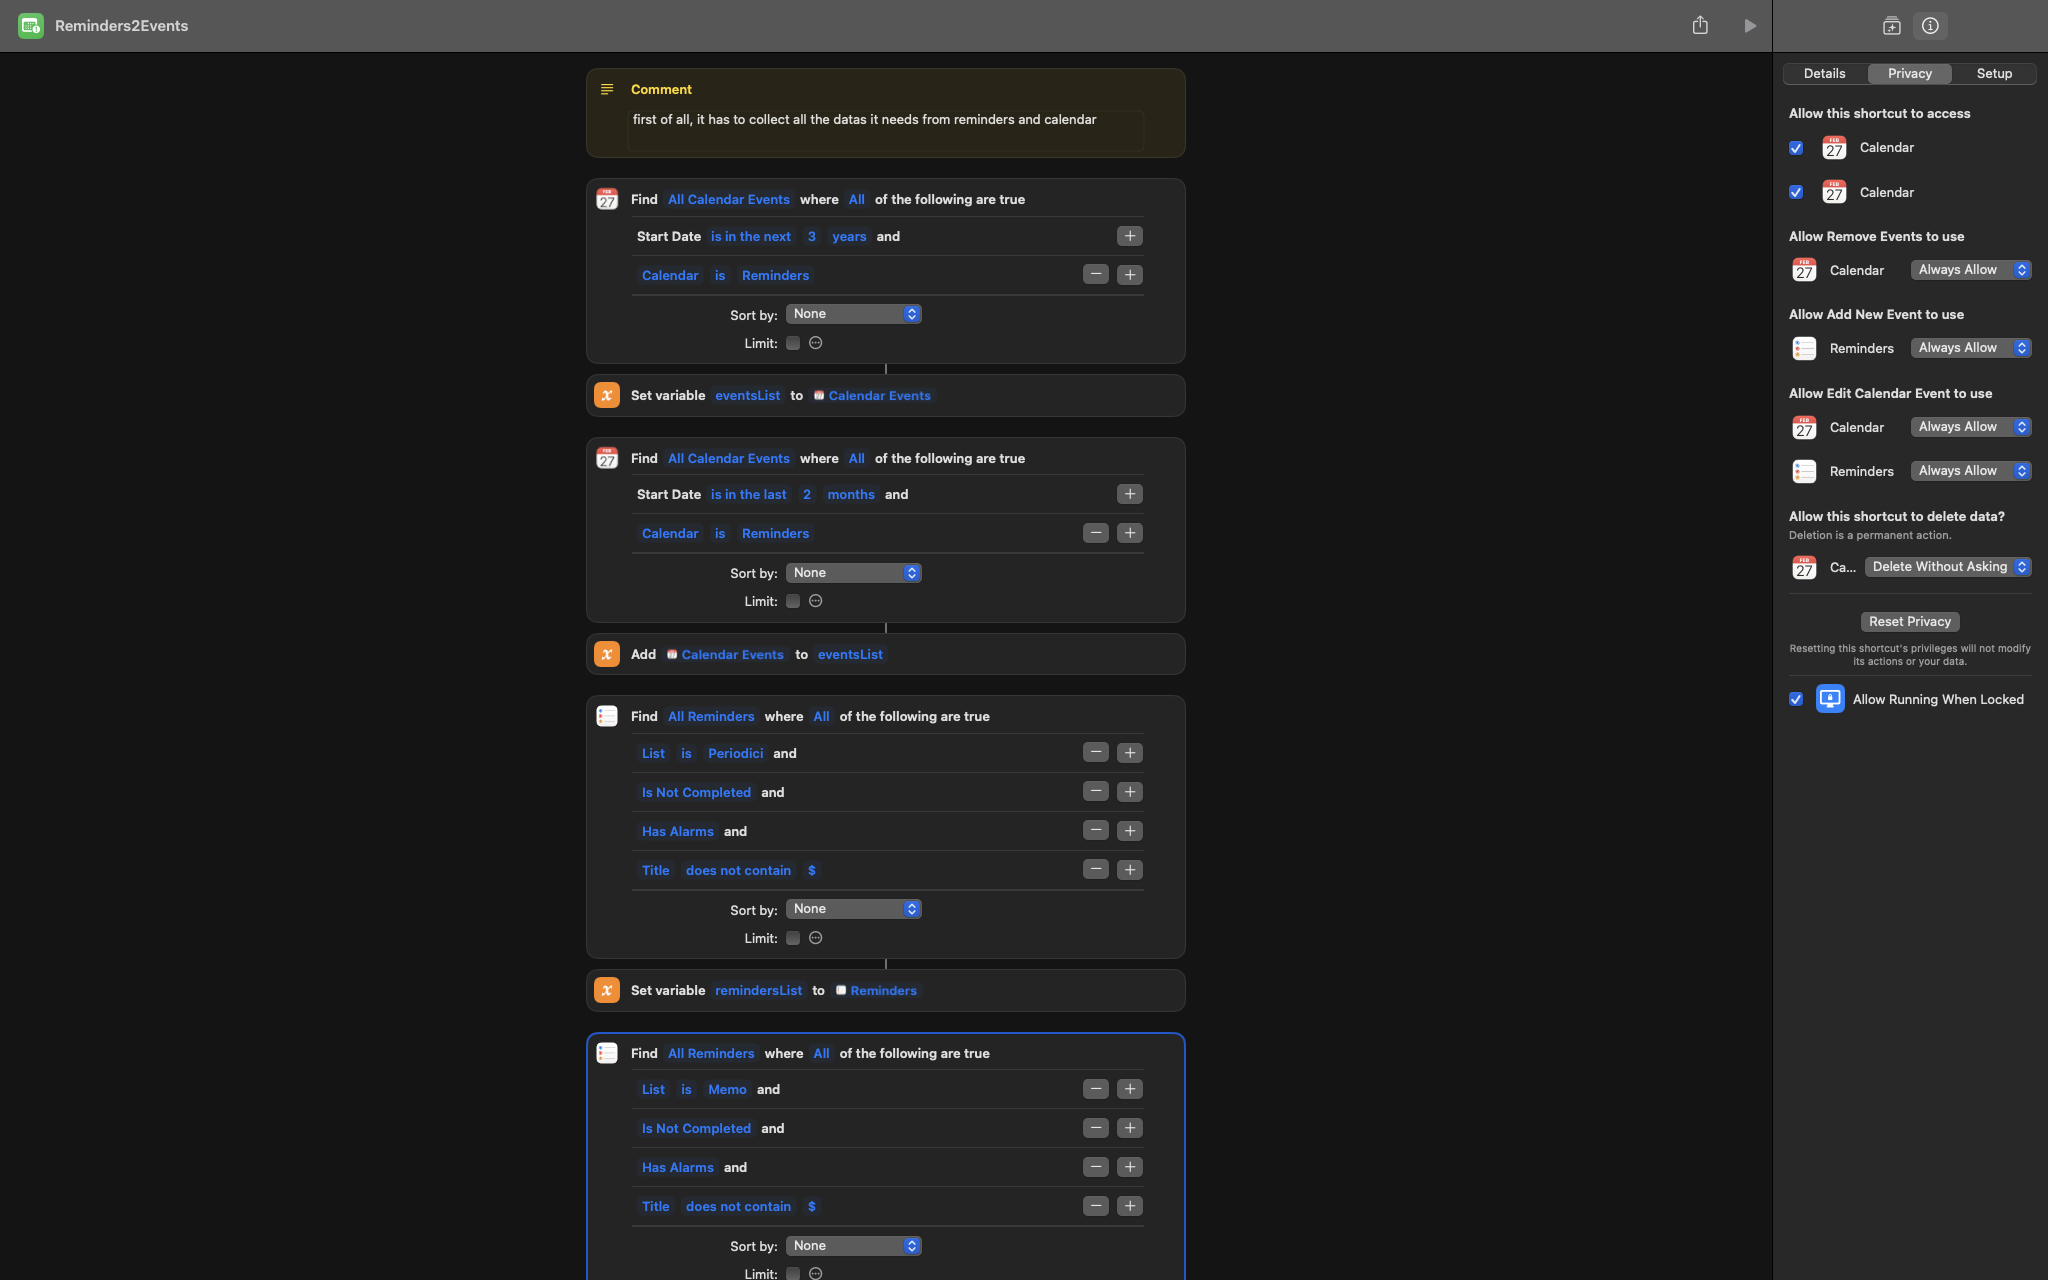 Reminders2Events
Comment
first of all, it has to collect all the datas it needs from reminders and calendar
FEB 27 Find All Calendar Events where All of the following are true
Start Date is in the next 3 years and
Calendar is Reminders
Sort by: None
Limit:
x Set variable eventsList to Calendar Events
FEB 27 Find All Calendar Events where All of the following are true
Start Date is in the last 2 months and
Calendar is Reminders
Sort by: None
Limit:
x Add Calendar Events to eventsList
Find All Reminders where All of the following are true
List is Periodici and
Is Not Completed and
Has Alarms and
Title does not contain $
Sort by: None
Limit:
x Set variable remindersList to Reminders
Find All Reminders where All of the following are true
List is Memo and
Is Not Completed and
Has Alarms and
Title does not contain $
Sort by: None
Limit:
Details Privacy Setup
Allow this shortcut to access
FEB 27 Calendar
FEB 27 Calendar
Allow Remove Events to use
FEB 27 Calendar Always Allow
Allow Add New Event to use
Reminders Always Allow
Allow Edit Calendar Event to use
FEB 27 Calendar Always Allow
Reminders Always Allow
Allow this shortcut to delete data?
Deletion is a permanent action.
FEB 27 Ca... Delete Without Asking
Reset Privacy
Resetting this shortcut's privileges will not modify
its actions or your data.
Allow Running When Locked